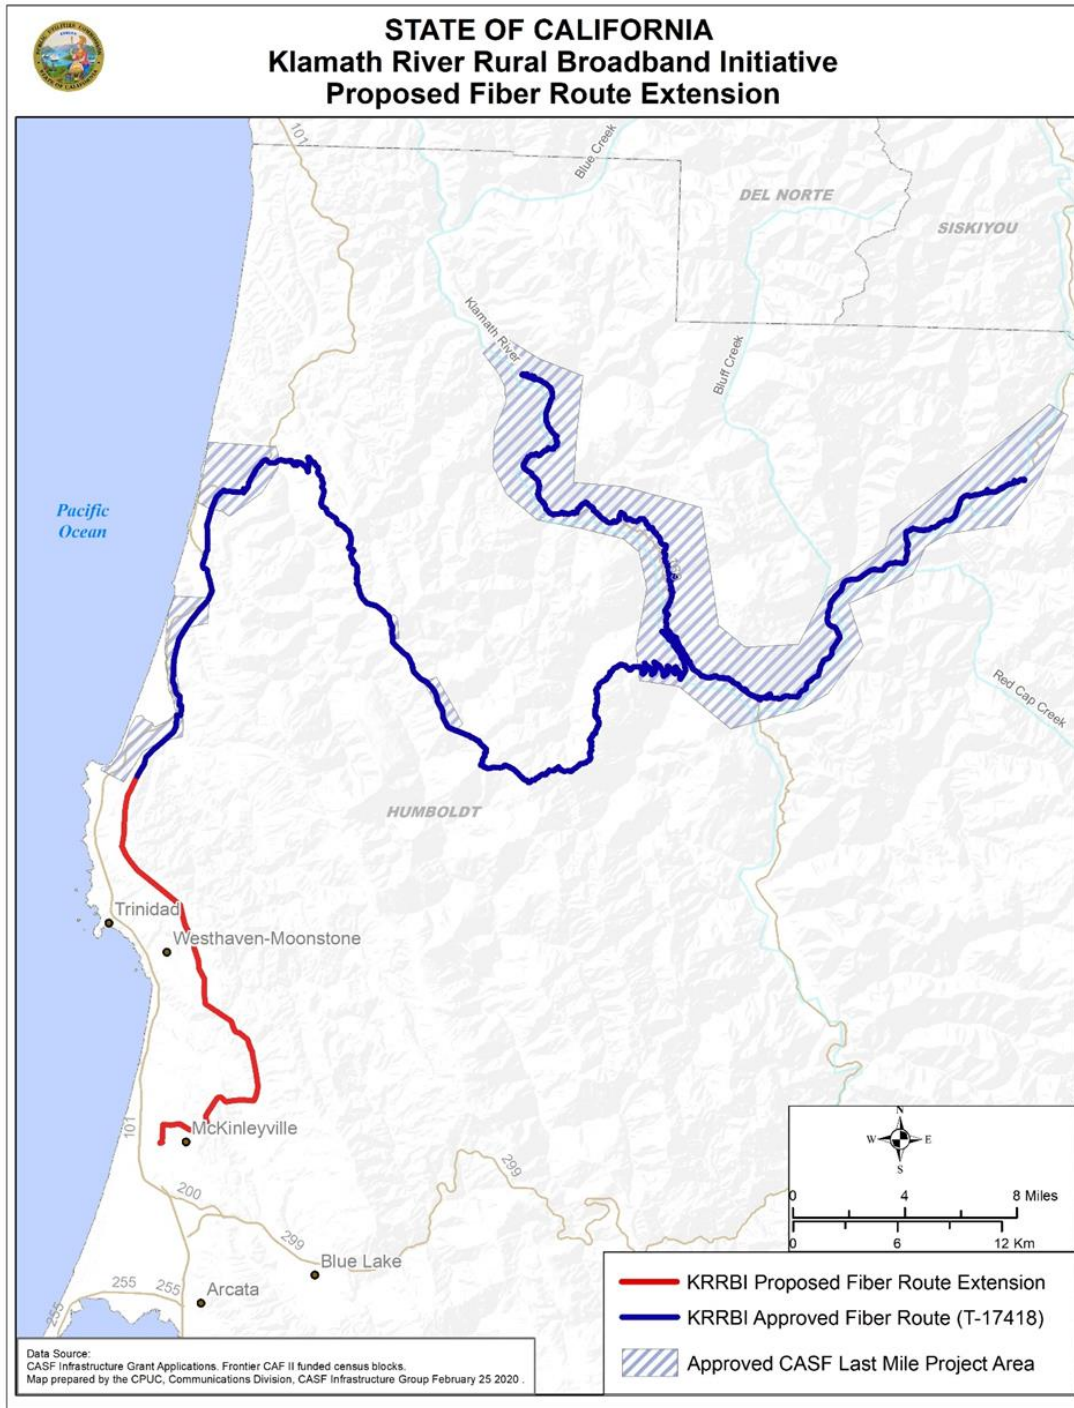 STATE OF CALIFORNIA
Klamath River Rural Broadband Initiative
Proposed Fiber Route Extension
101
Blue Creek
DEL NORTE
SISKIYOU
Klamath River
Bluff Creek
Pacific
Ocean
169
Red Cap Creek
HUMBOLDT
Trinidad
Westhaven-Moonstone
McKinleyville
101
200
299
299
Blue Lake
255
255
255
Arcata
N
W
E
S
0 4 8 Miles
0 6 12 Km
KRRBI Proposed Fiber Route Extension
KRRBI Approved Fiber Route (T-17418)
Approved CASF Last Mile Project Area
Data Source:
CASF Infrastructure Grant Applications. Frontier CAF II funded census blocks.
Map prepared by the CPUC, Communications Division, CASF Infrastructure Group February 25 2020 .